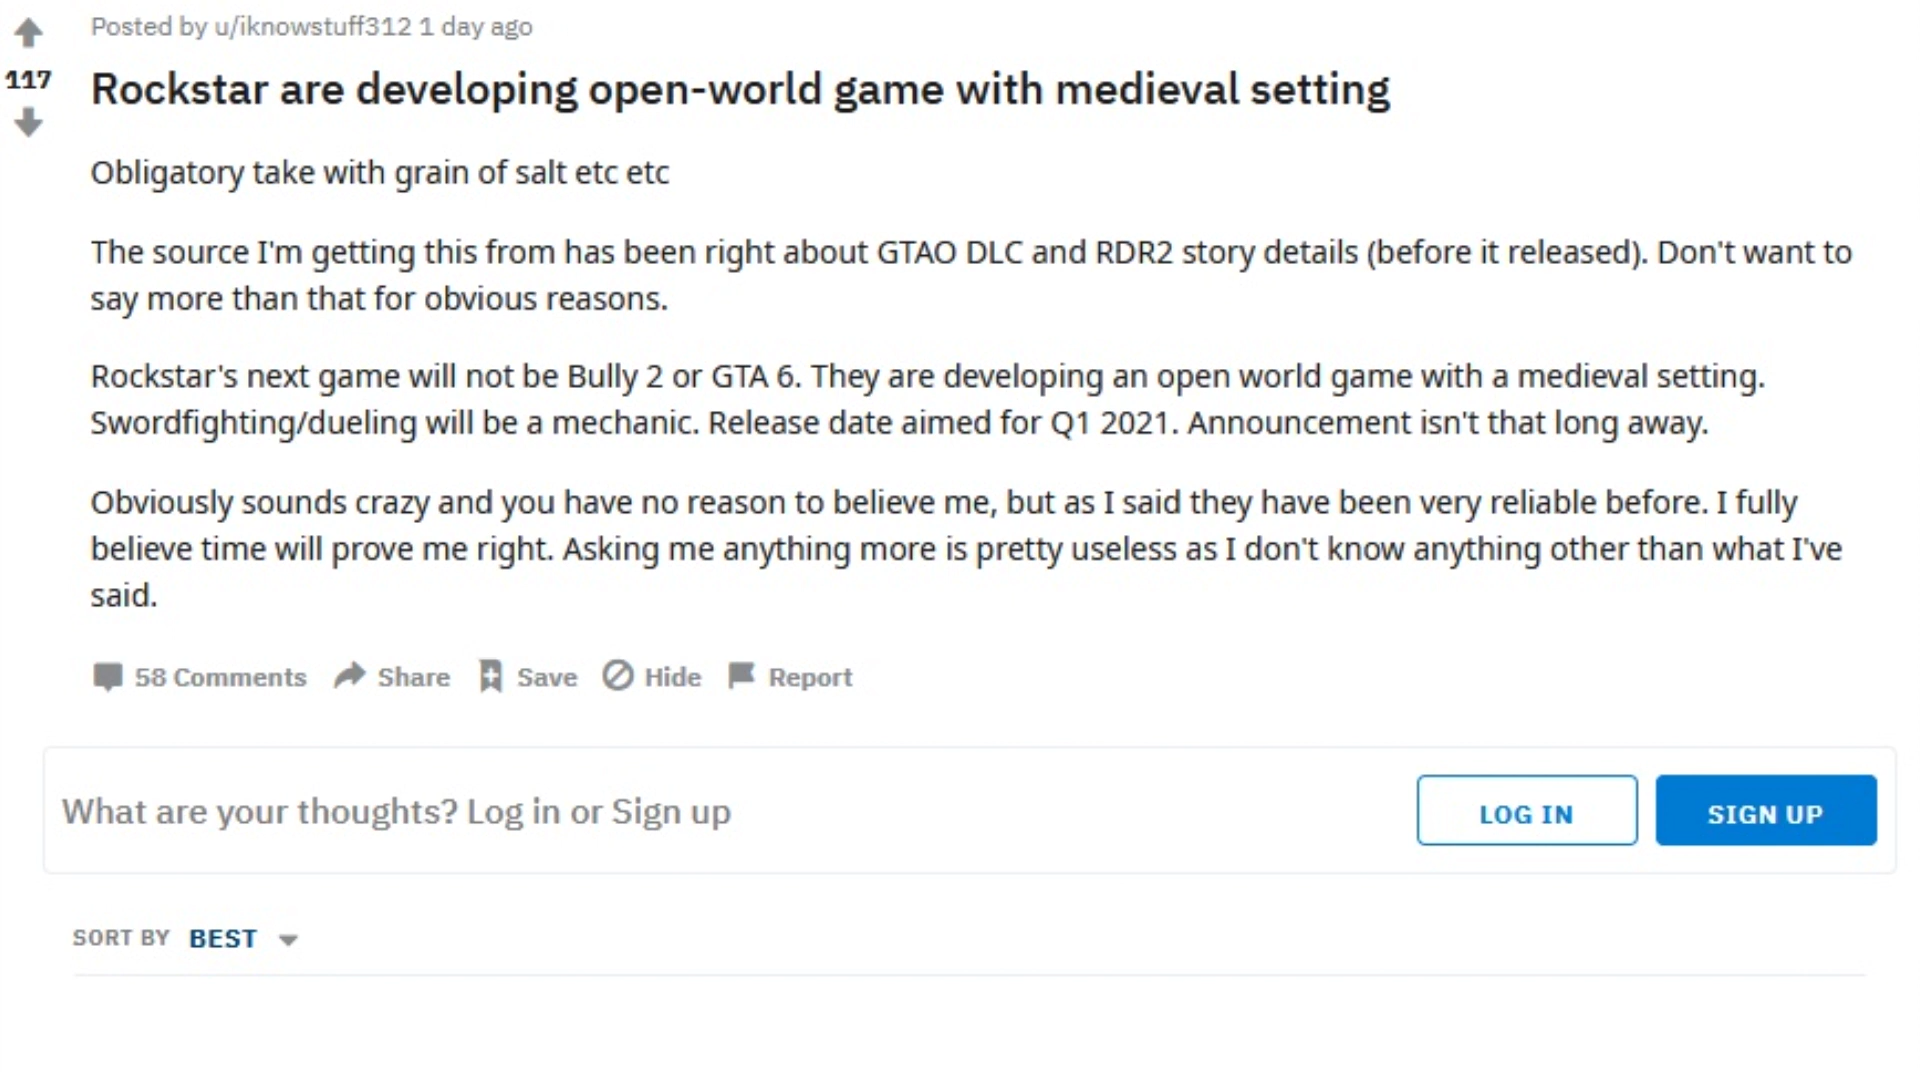 Posted by u/iknowstuff312 1 day ago
117
Rockstar are developing open-world game with medieval setting
Obligatory take with grain of salt etc etc
The source I'm getting this from has been right about GTAO DLC and RDR2 story details (before it released). Don't want to
say more than that for obvious reasons.
Rockstar's next game will not be Bully 2 or GTA 6. They are developing an open world game with a medieval setting.
Swordfighting/dueling will be a mechanic. Release date aimed for Q1 2021. Announcement isn't that long away.
Obviously sounds crazy and you have no reason to believe me, but as I said they have been very reliable before. I fully
believe time will prove me right. Asking me anything more is pretty useless as I don't know anything other than what I've
said.
58 Comments Share Save Hide Report
What are your thoughts? Log in or Sign up LOG IN SIGN UP
SORT BY BEST